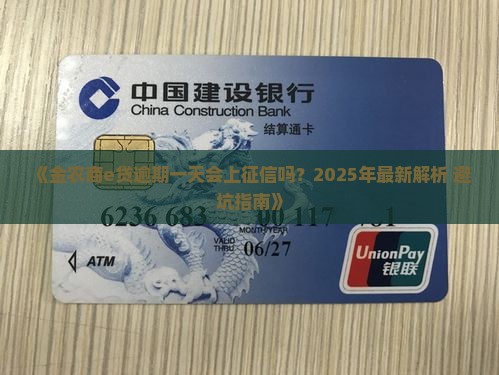 中国建设银行
China Construction Bank
结算通卡
《金农商e贷逾期一天会上征信吗？2025年最新解析 避
坑指南》
6236 683
MONTH/YEAR
VALID
THRU
06/27
ATM
UnionPay
银联